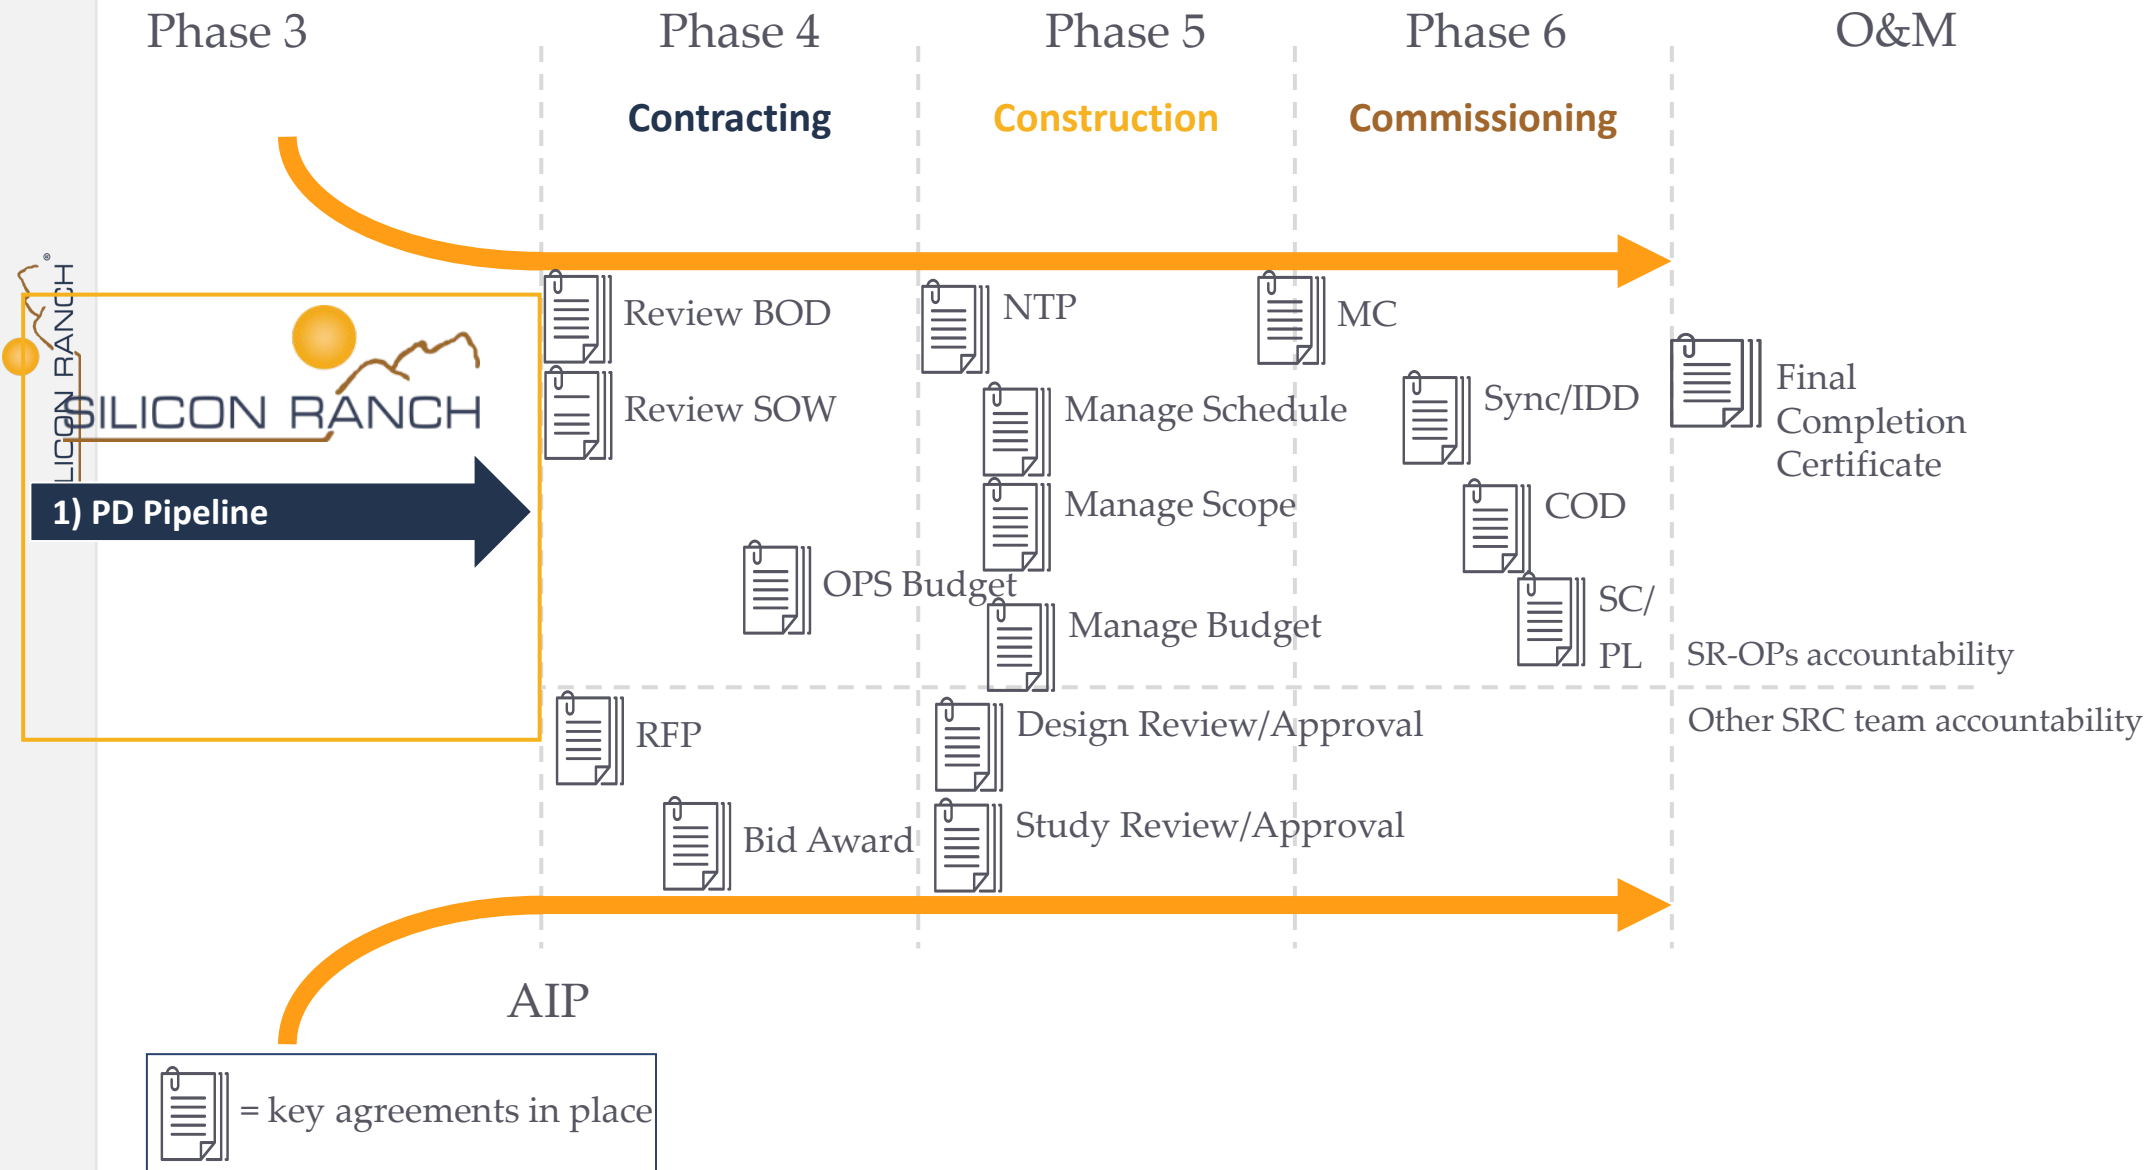 Phase 3
Phase 4
Phase 5
Phase 6
O&M
Contracting
Construction
Commissioning
SILICON RANCH
®
SILICON RANCH
1) PD Pipeline
Review BOD
Review SOW
OPS Budget
NTP
Manage Schedule
Manage Scope
Manage Budget
MC
Sync/IDD
COD
SC/
PL
Final
Completion
Certificate
SR-OPs accountability
Other SRC team accountability
RFP
Bid Award
Design Review/Approval
Study Review/Approval
AIP
= key agreements in place